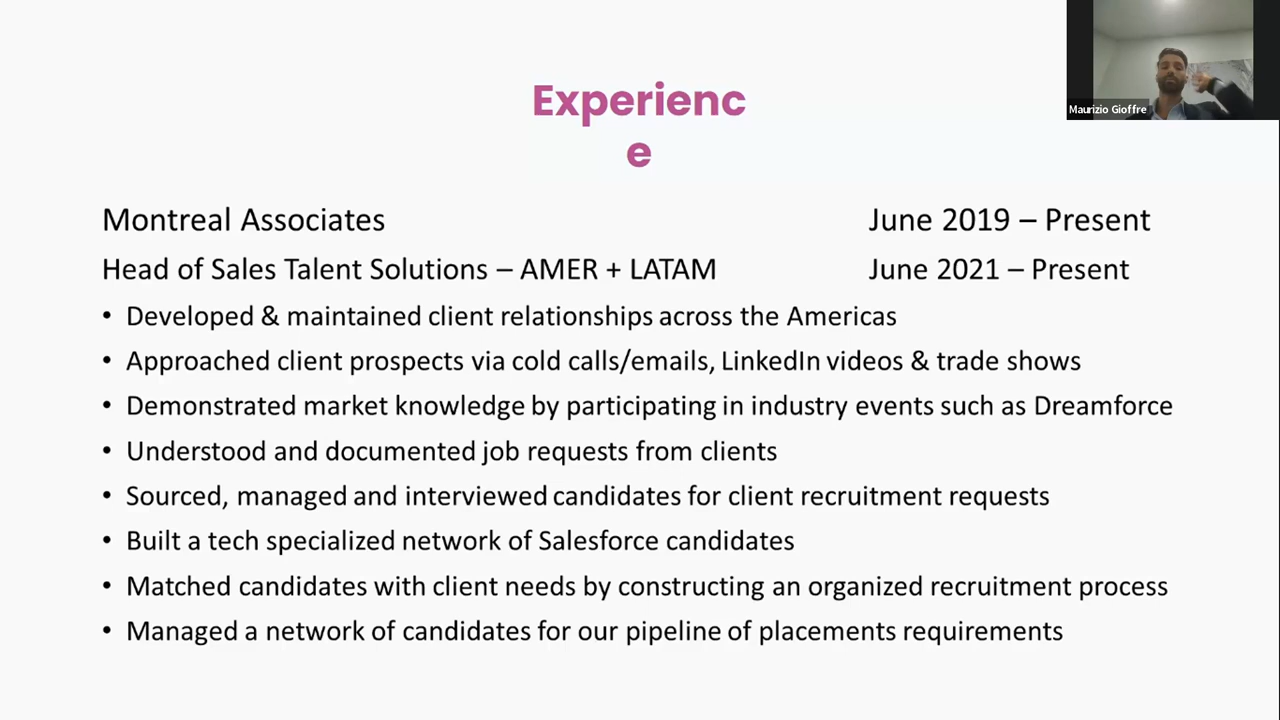 Maurizio Gioffre
Experienc
e
Montreal Associates June 2019 – Present
Head of Sales Talent Solutions – AMER + LATAM June 2021 – Present
• Developed & maintained client relationships across the Americas
• Approached client prospects via cold calls/emails, LinkedIn videos & trade shows
• Demonstrated market knowledge by participating in industry events such as Dreamforce
• Understood and documented job requests from clients
• Sourced, managed and interviewed candidates for client recruitment requests
• Built a tech specialized network of Salesforce candidates
• Matched candidates with client needs by constructing an organized recruitment process
• Managed a network of candidates for our pipeline of placements requirements